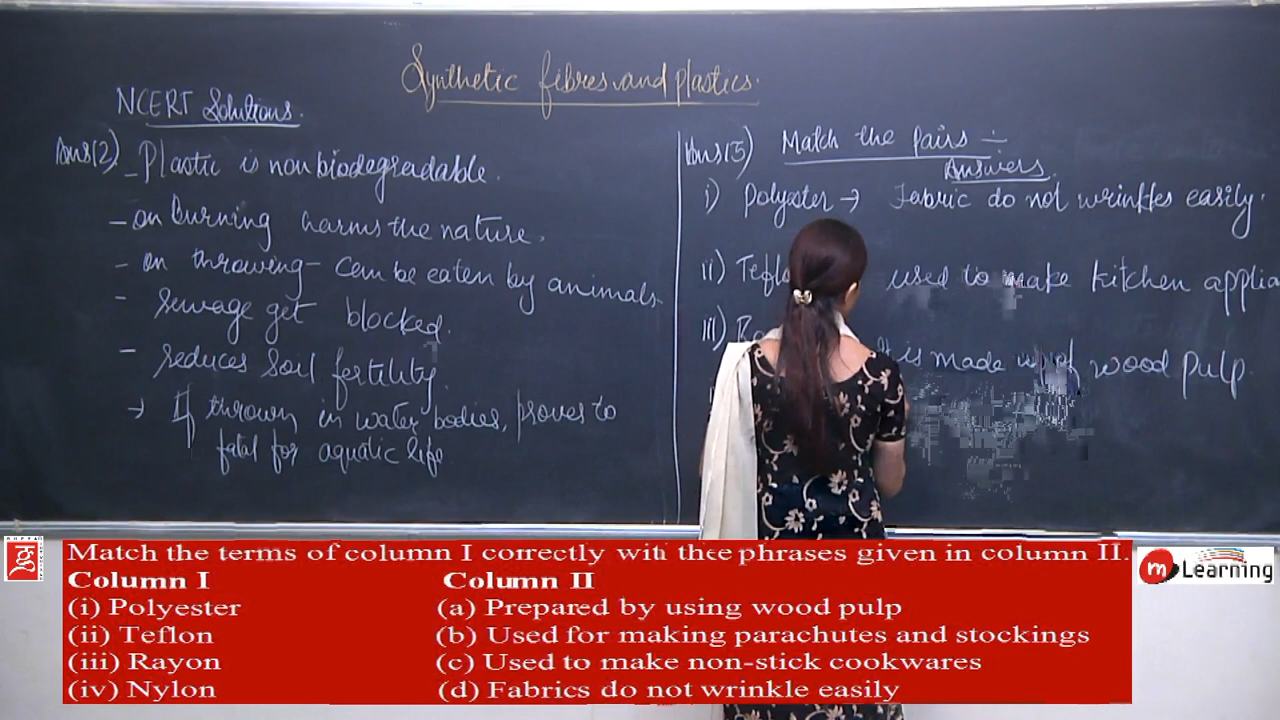 Synthetic fibres and plastics.
NCERT Solutions.
Ans(2). - Plastic is non biodegradable.
- on burning harms the nature.
- on throwing - can be eaten by animals.
- sewage get blocked.
- reduces soil fertility.
→ If thrown in water bodies, proves to
fatal for aquatic life
Ans(5) Match the pairs :-
Answers
i) Polyester → Fabric do not wrinkles easily.
ii) Teflo used to make kitchen applia
iii) is made up of wood pulp.
Match the terms of column I correctly with thee phrases given in column II.
Column I Column II
(i) Polyester (a) Prepared by using wood pulp
(ii) Teflon (b) Used for making parachutes and stockings
(iii) Rayon (c) Used to make non-stick cookwares
(iv) Nylon (d) Fabrics do not wrinkle easily
m Learning